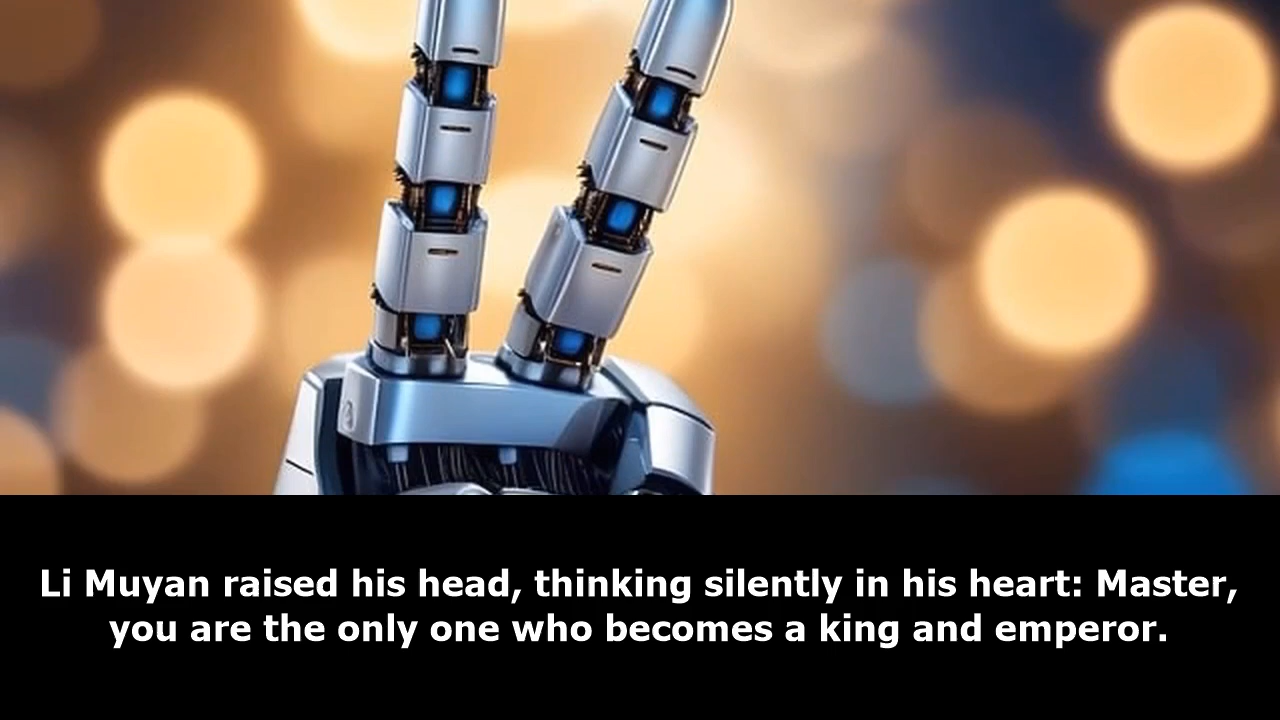 Li Muyan raised his head, thinking silently in his heart: Master,
you are the only one who becomes a king and emperor.